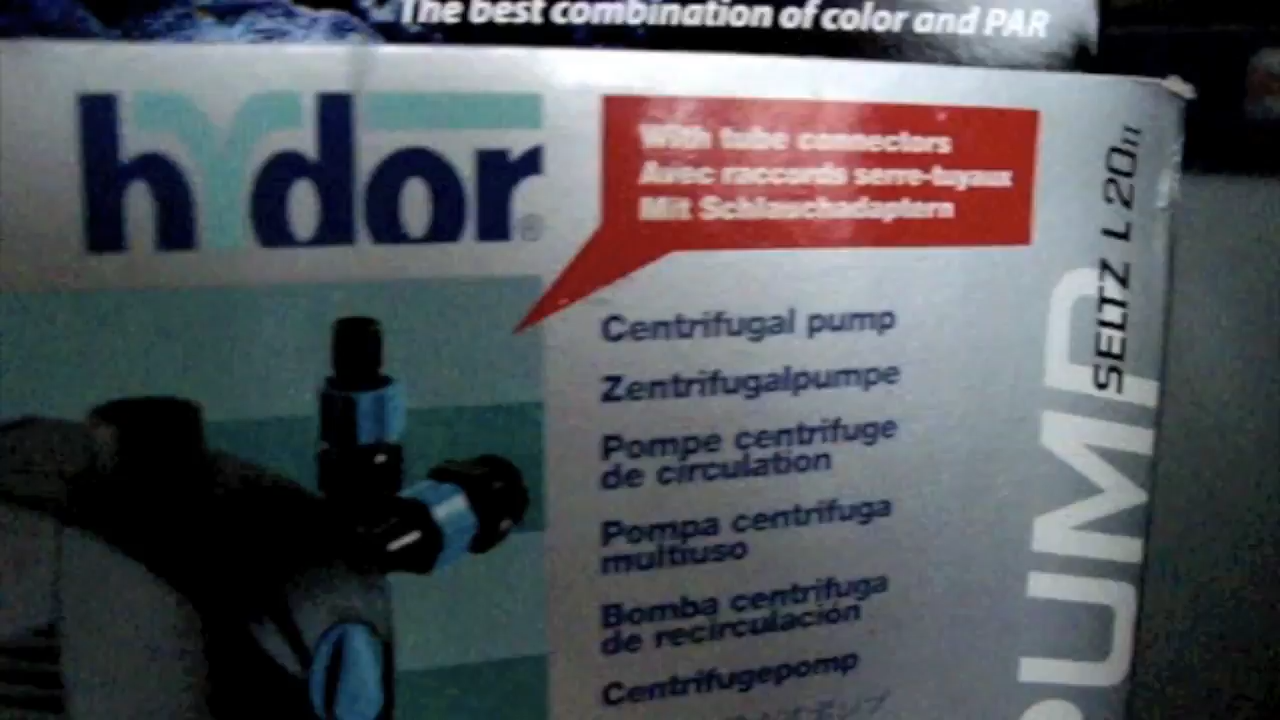 The best combination of color and PAR
hydor®
With tube connectors
Avec raccords serre-tuyaux
Mit Schlauchadaptern
SELTZ L 20II
PUMP
Centrifugal pump
Zentrifugalpumpe
Pompe centrifuge
de circulation
Pompa centrifuga
multiuso
Bomba centrifuga
de recirculación
Centrifugepomp